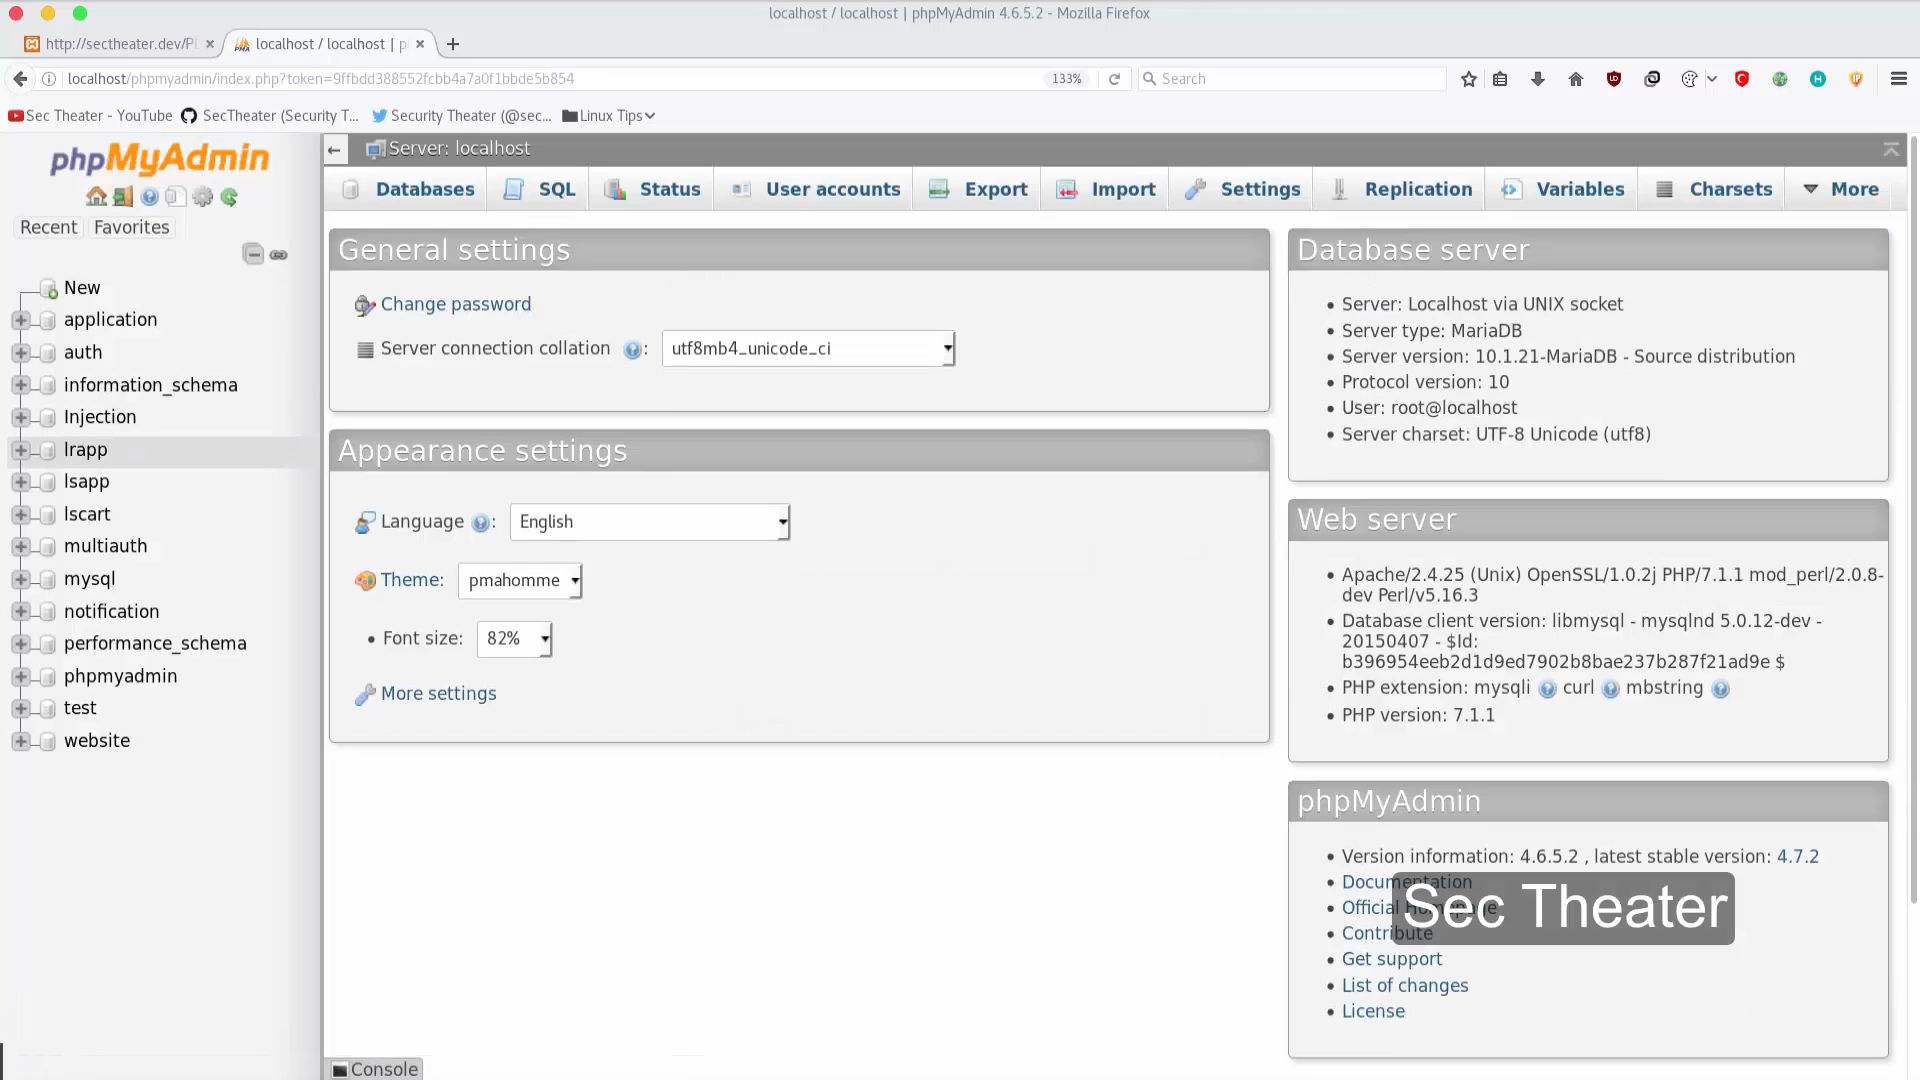 localhost / localhost | phpMyAdmin 4.6.5.2 - Mozilla Firefox
http://sectheater.dev/P
localhost / localhost | p
localhost/phpmyadmin/index.php?token=9ffbdd388552fcbb4a7a0f1bbde5b854
133%
Search
Sec Theater - YouTube
SecTheater (Security T...
Security Theater (@sec...
Linux Tips
phpMyAdmin
Recent
Favorites
New
application
auth
information_schema
Injection
lrapp
lsapp
lscart
multiauth
mysql
notification
performance_schema
phpmyadmin
test
website
Server: localhost
Databases
SQL
Status
User accounts
Export
Import
Settings
Replication
Variables
Charsets
More
General settings
Change password
Server connection collation :
utf8mb4_unicode_ci
Appearance settings
Language :
English
Theme:
pmahomme
Font size:
82%
More settings
Database server
Server: Localhost via UNIX socket
Server type: MariaDB
Server version: 10.1.21-MariaDB - Source distribution
Protocol version: 10
User: root@localhost
Server charset: UTF-8 Unicode (utf8)
Web server
Apache/2.4.25 (Unix) OpenSSL/1.0.2j PHP/7.1.1 mod_perl/2.0.8-
dev Perl/v5.16.3
Database client version: libmysql - mysqlnd 5.0.12-dev -
20150407 - $Id:
b396954eeb2d1d9ed7902b8bae237b287f21ad9e $
PHP extension: mysqli curl mbstring
PHP version: 7.1.1
phpMyAdmin
Version information: 4.6.5.2 , latest stable version: 4.7.2
Documentation
Official Homepage
Contribute
Get support
List of changes
License
Sec Theater
Console